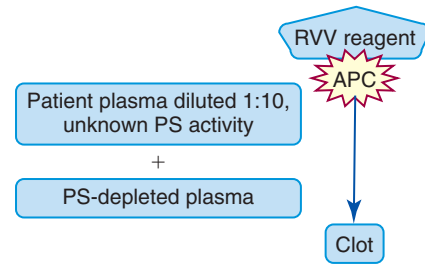 RVV reagent
APC
Patient plasma diluted 1:10,
unknown PS activity
+
PS-depleted plasma
Clot